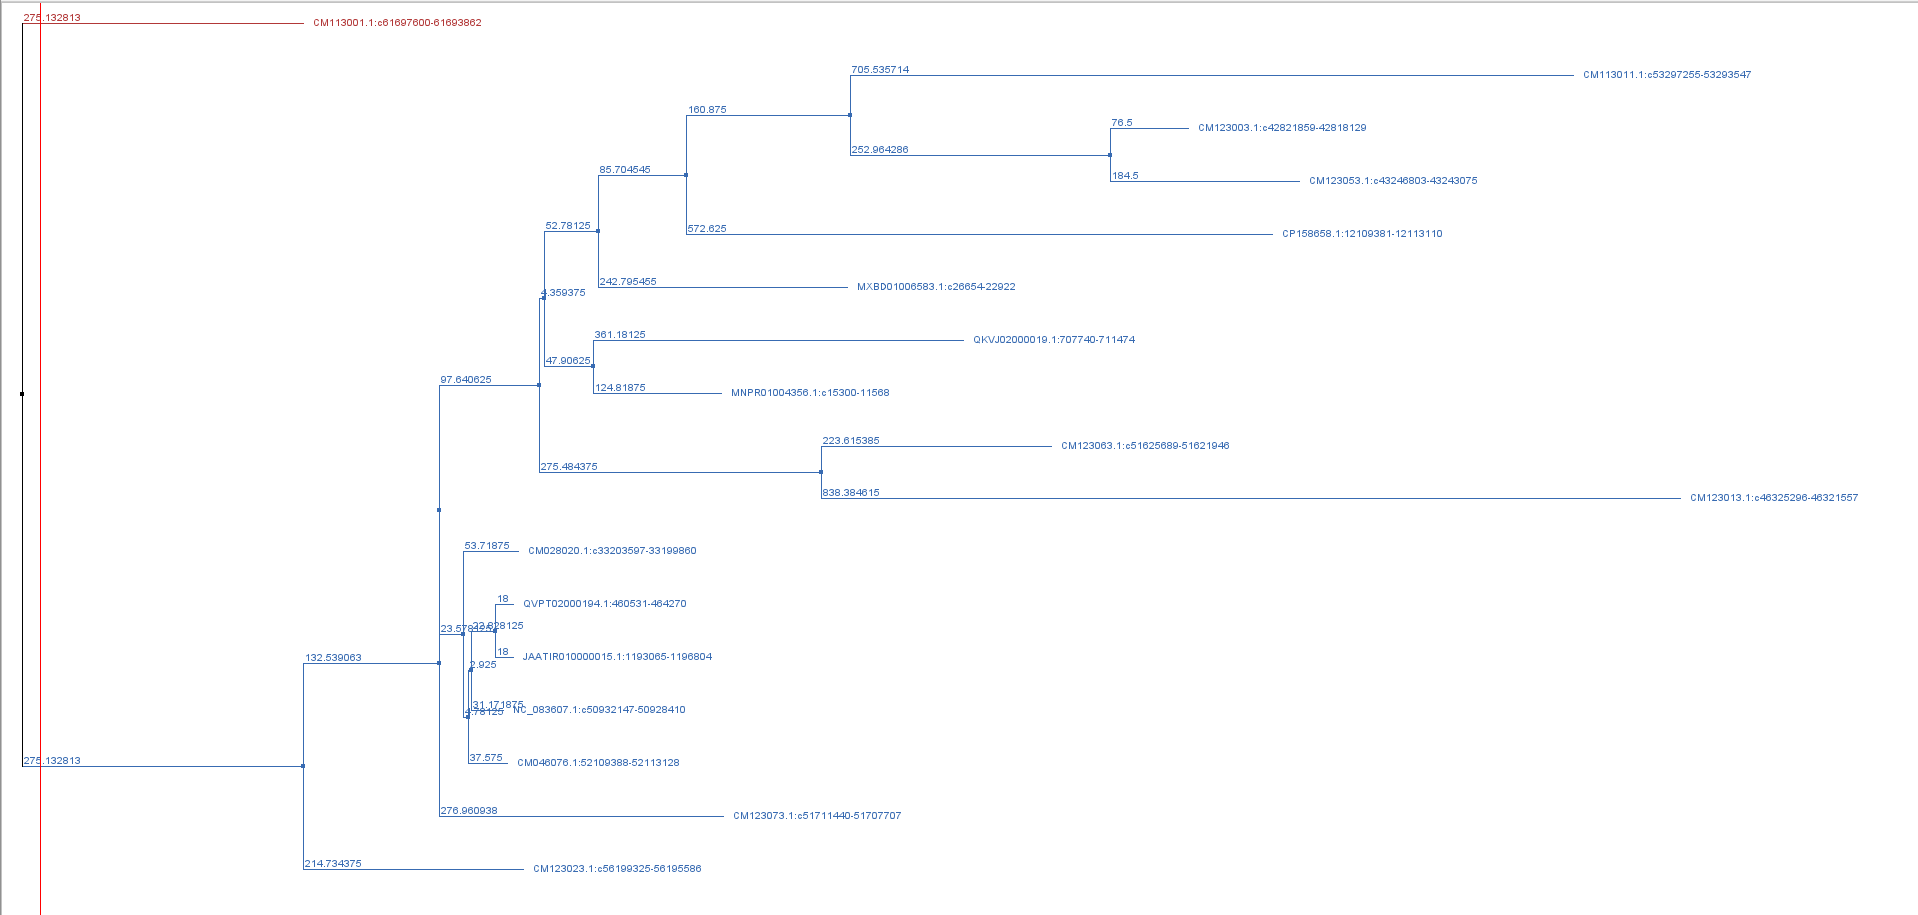 275.132813
CM113001.1:c61697600-61693862
705.535714
CM113011.1:c53297255-53293547
160.875
76.5
CM123003.1:c42821859-42818129
252.964286
85.704545
184.5
CM123053.1:c43246803-43243075
52.78125
572.625
CP158658.1:12109381-12113110
242.795455
MXBD01006583.1:c26654-22922
4.359375
361.18125
QKVJ02000019.1:707740-711474
47.90625
97.640625
124.81875
MNPR01004356.1:c15300-11568
223.615385
CM123063.1:c51625689-51621946
275.484375
838.384615
CM123013.1:c46325296-46321557
53.71875
CM028020.1:c33203597-33199860
18
QVPT02000194.1:460531-464270
23.578125
22.828125
132.539063
18
JAATIR010000015.1:1193065-1196804
2.925
31.171875
NC_083607.1:c50932147-50928410
4.78125
37.575
CM046076.1:52109388-52113128
275.132813
276.960938
CM123073.1:c51711440-51707707
214.734375
CM123023.1:c56199325-56195586